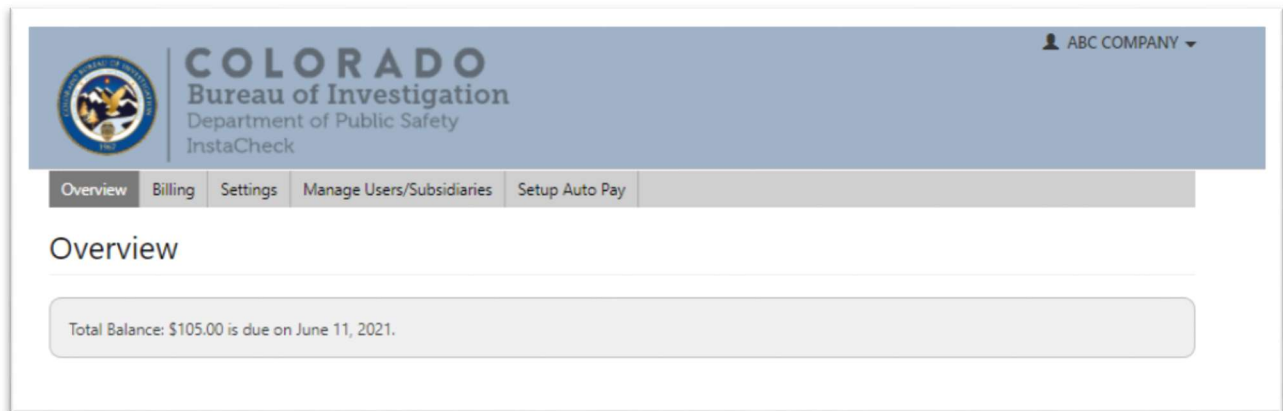 ABC COMPANY
COLORADO
Bureau of Investigation
Department of Public Safety
InstaCheck
Overview Billing Settings Manage Users/Subsidiaries Setup Auto Pay
Overview
Total Balance: $105.00 is due on June 11, 2021.